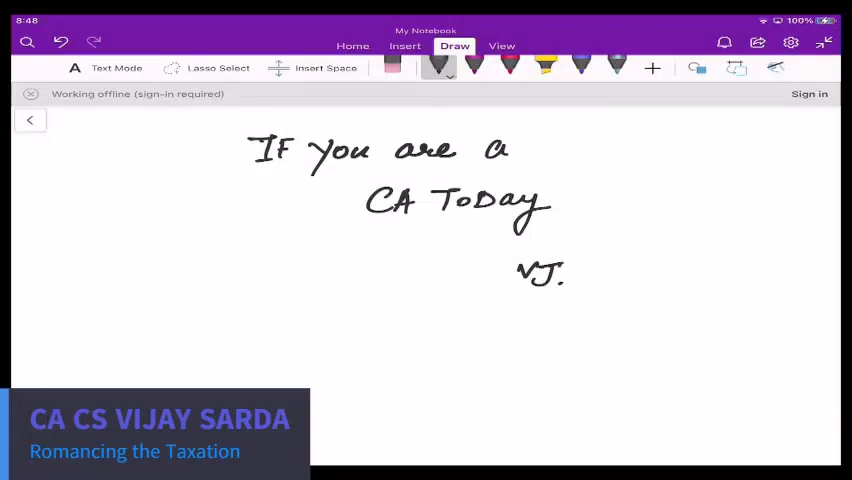 8:48
100%
My Notebook
Home Insert Draw View
Text Mode Lasso Select Insert Space
Working offline (sign-in required) Sign in
IF you are a
CA ToDay
VJ.
CA CS VIJAY SARDA
Romancing the Taxation